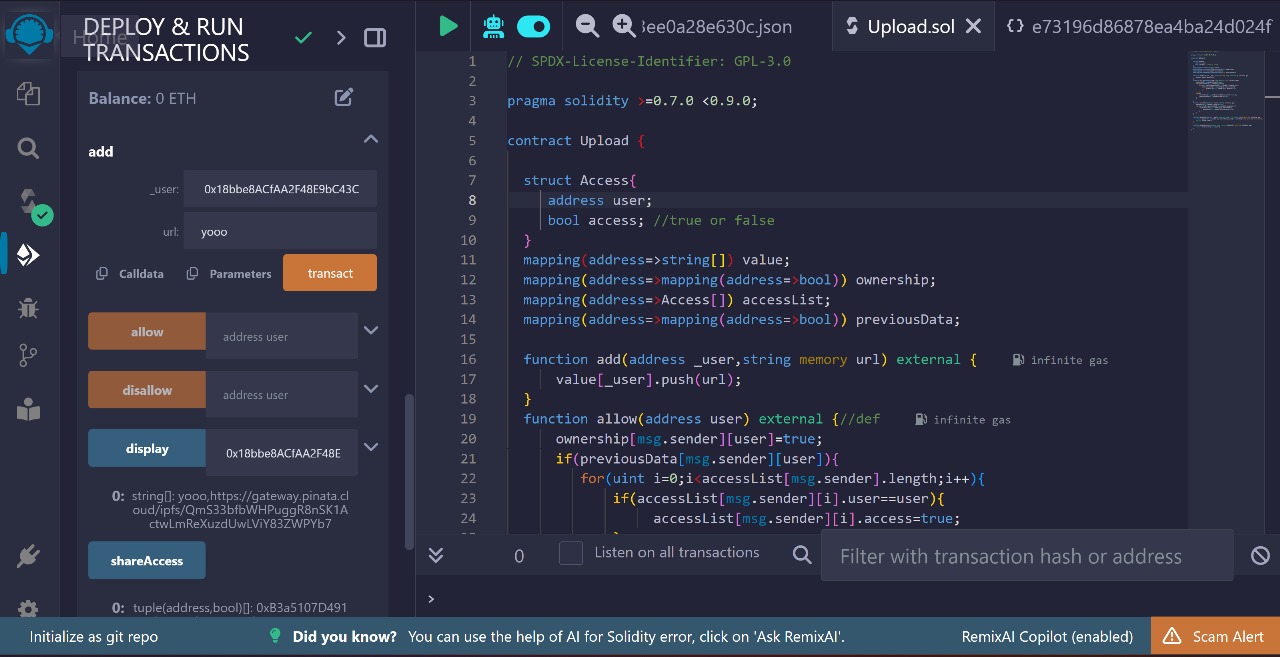 Home
DEPLOY & RUN
TRANSACTIONS
Balance: 0 ETH
add
_user: 0x18bbe8ACfAA2F48E9bC43C
url: yooo
Calldata Parameters transact
allow address user
disallow address user
display 0x18bbe8ACfAA2F48E
0: string[]: yooo,https://gateway.pinata.cl
oud/ipfs/QmS33bfbWHPuggR8nSK1A
ctwLmReXuzdUwLViY83ZWPYb7
shareAccess
0: tuple(address,bool)[]: 0xB3a5107D491
3ee0a28e630c.json Upload.sol {} e73196d86878ea4ba24d024f
1 // SPDX-License-Identifier: GPL-3.0
2
3 pragma solidity >=0.7.0 <0.9.0;
4
5 contract Upload {
6
7 struct Access{
8 address user;
9 bool access; //true or false
10 }
11 mapping(address=>string[]) value;
12 mapping(address=>mapping(address=>bool)) ownership;
13 mapping(address=>Access[]) accessList;
14 mapping(address=>mapping(address=>bool)) previousData;
15
16 function add(address _user,string memory url) external { infinite gas
17 value[_user].push(url);
18 }
19 function allow(address user) external {//def infinite gas
20 ownership[msg.sender][user]=true;
21 if(previousData[msg.sender][user]){
22 for(uint i=0;i<accessList[msg.sender].length;i++){
23 if(accessList[msg.sender][i].user==user){
24 accessList[msg.sender][i].access=true;
0 Listen on all transactions Filter with transaction hash or address
>
Initialize as git repo Did you know? You can use the help of AI for Solidity error, click on 'Ask RemixAI'. RemixAI Copilot (enabled) Scam Alert